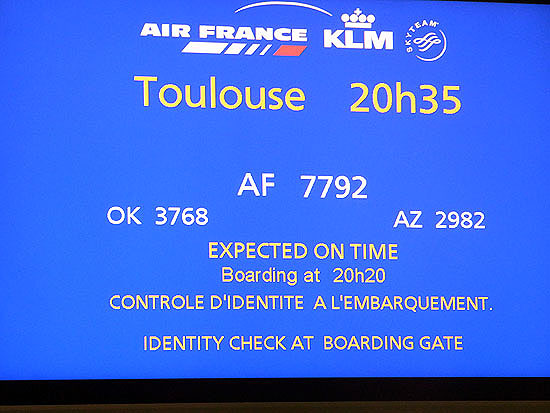 AIR FRANCE KLM SKYTEAM
Toulouse 20h35
AF 7792
OK 3768 AZ 2982
EXPECTED ON TIME
Boarding at 20h20
CONTROLE D'IDENTITE A L'EMBARQUEMENT.
IDENTITY CHECK AT BOARDING GATE